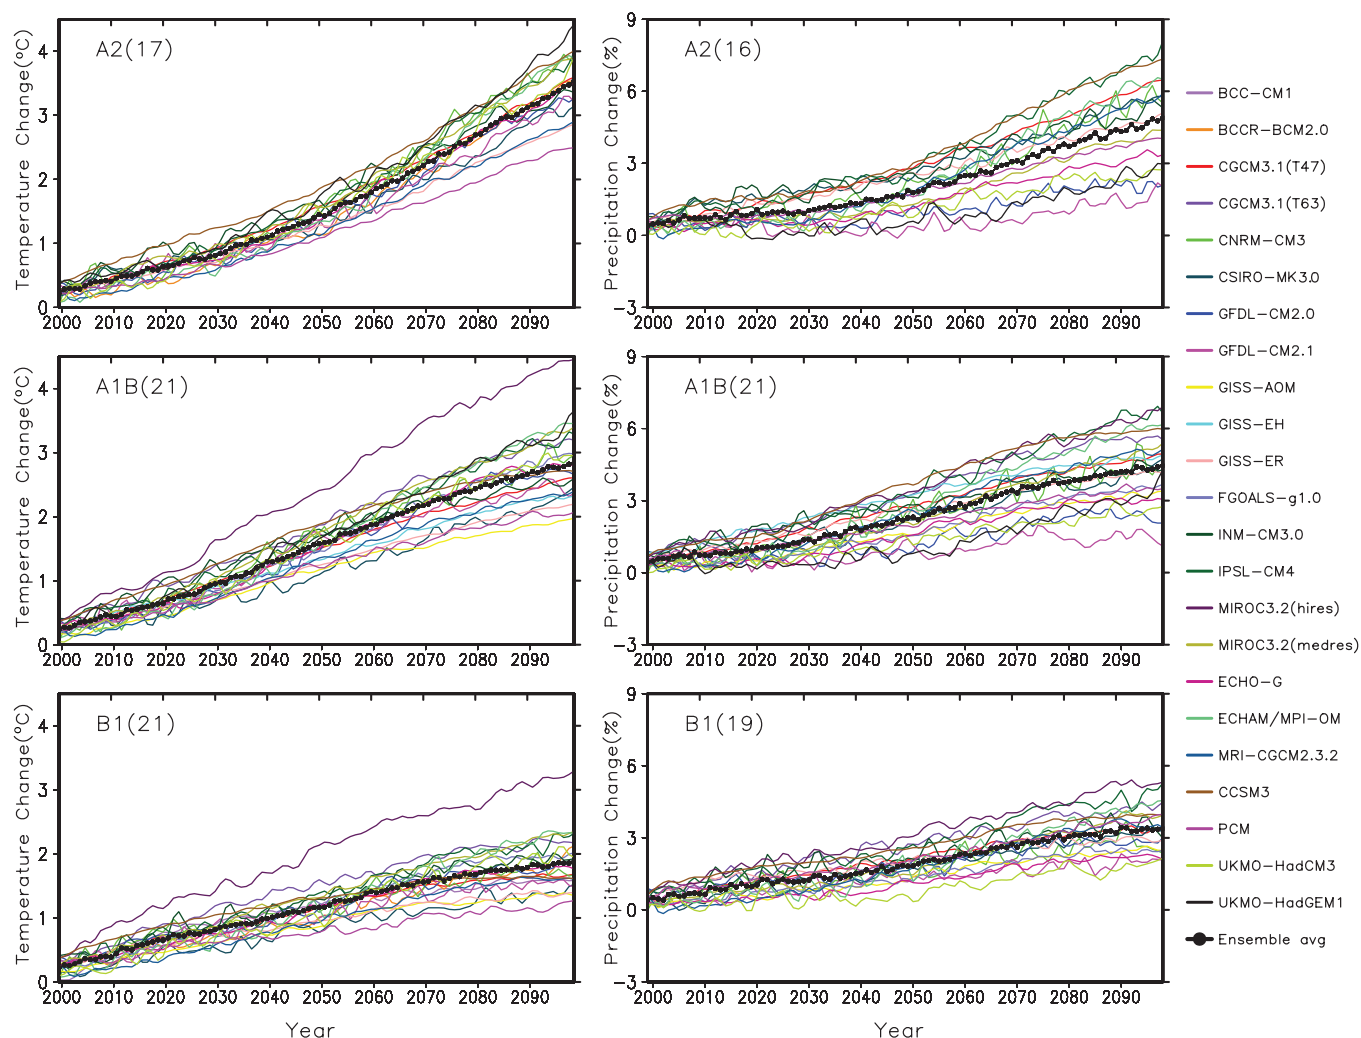 A2(17)
Temperature Change(°C)
4
3
2
1
0
2000 2010 2020 2030 2040 2050 2060 2070 2080 2090
A2(16)
Precipitation Change(%)
9
6
3
0
−3
2000 2010 2020 2030 2040 2050 2060 2070 2080 2090
A1B(21)
Temperature Change(°C)
4
3
2
1
0
2000 2010 2020 2030 2040 2050 2060 2070 2080 2090
A1B(21)
Precipitation Change(%)
9
6
3
0
−3
2000 2010 2020 2030 2040 2050 2060 2070 2080 2090
B1(21)
Temperature Change(°C)
4
3
2
1
0
2000 2010 2020 2030 2040 2050 2060 2070 2080 2090
Year
B1(19)
Precipitation Change(%)
9
6
3
0
−3
2000 2010 2020 2030 2040 2050 2060 2070 2080 2090
Year
BCC−CM1
BCCR−BCM2.0
CGCM3.1(T47)
CGCM3.1(T63)
CNRM−CM3
CSIRO−MK3.0
GFDL−CM2.0
GFDL−CM2.1
GISS−AOM
GISS−EH
GISS−ER
FGOALS−g1.0
INM−CM3.0
IPSL−CM4
MIROC3.2(hires)
MIROC3.2(medres)
ECHO−G
ECHAM/MPI−OM
MRI−CGCM2.3.2
CCSM3
PCM
UKMO−HadCM3
UKMO−HadGEM1
Ensemble avg